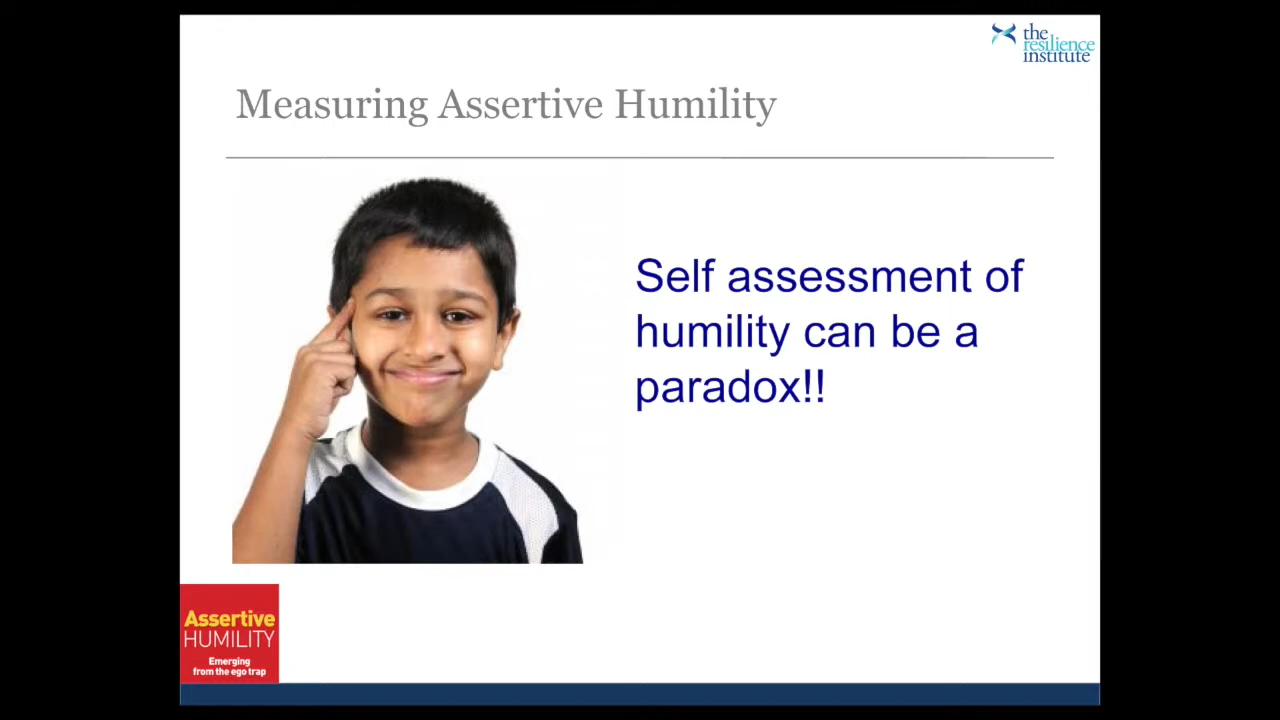 the
resilience
institute
Measuring Assertive Humility
Self assessment of
humility can be a
paradox!!
Assertive
HUMILITY
Emerging
from the ego trap